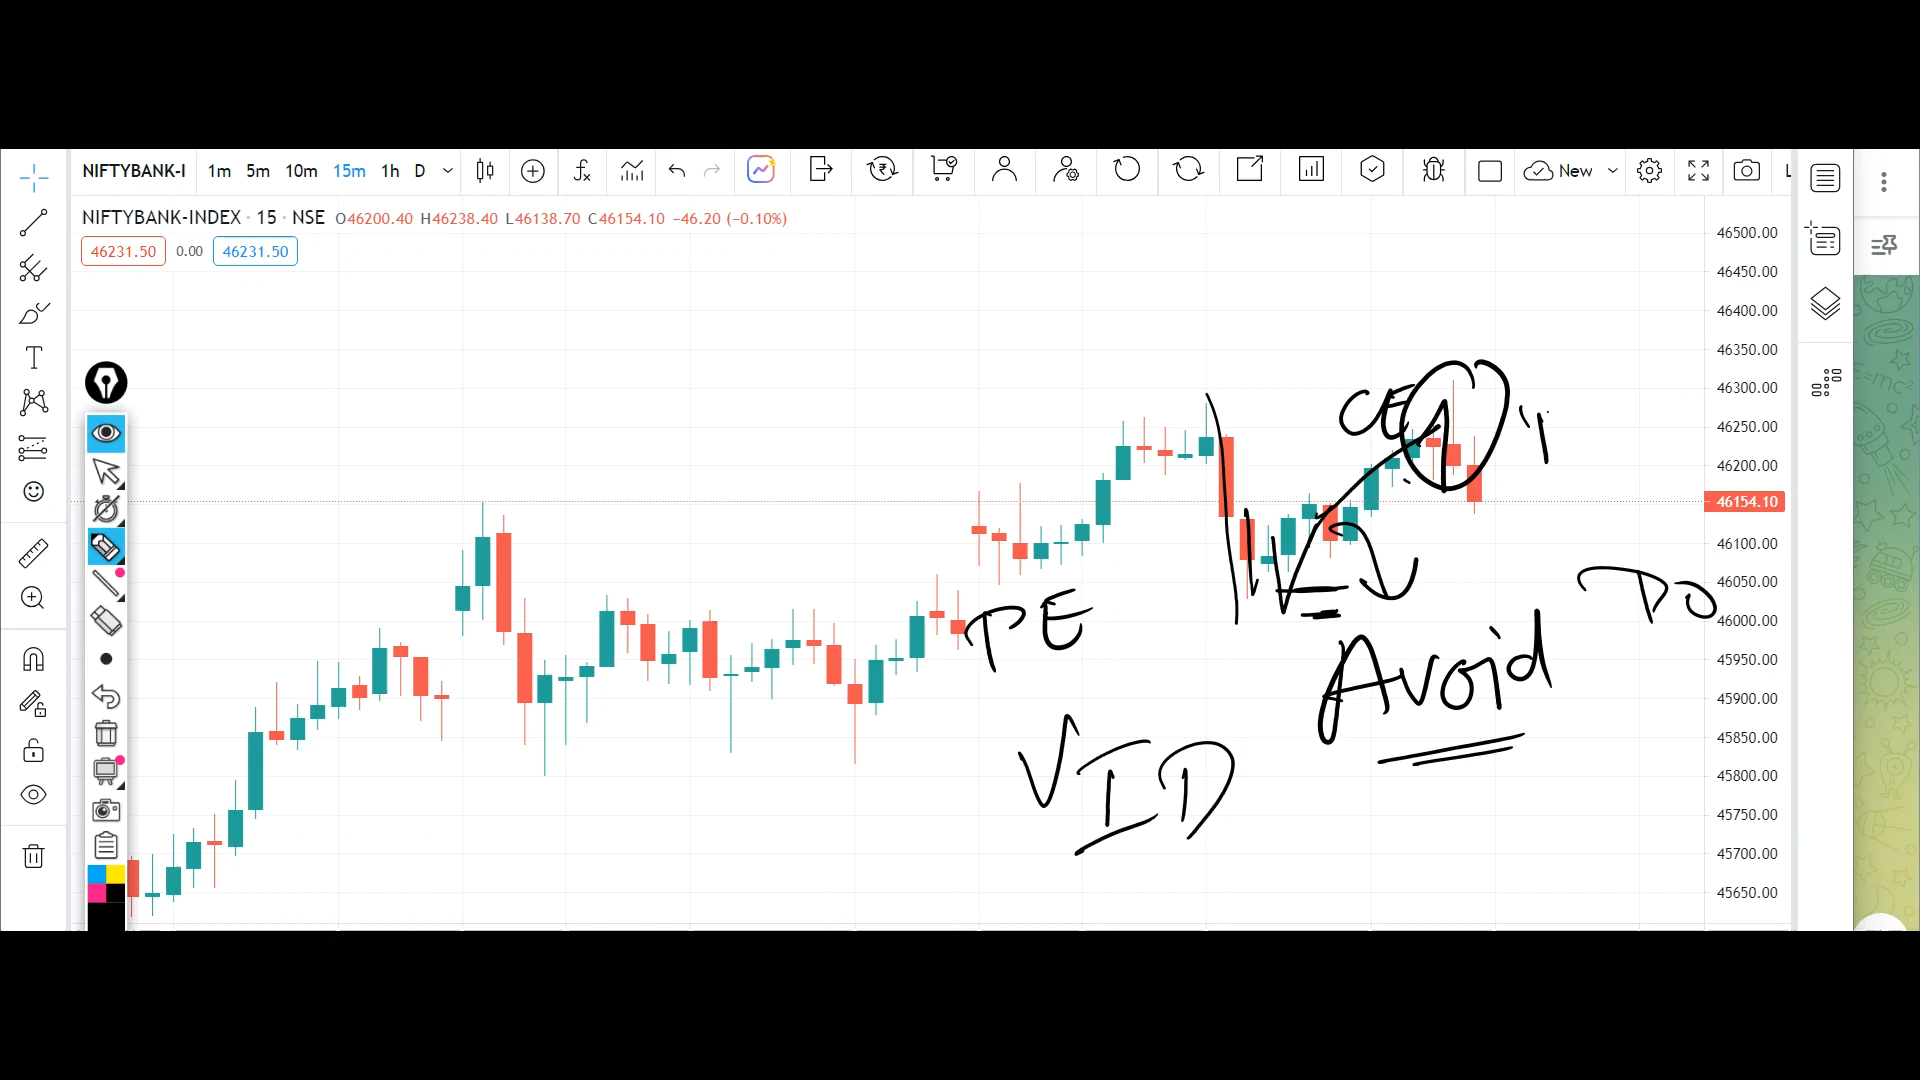 NIFTYBANK-I 1m 5m 10m 15m 1h D New
NIFTYBANK-INDEX · 15 · NSE O46200.40 H46238.40 L46138.70 C46154.10 −46.20 (−0.10%)
46231.50 0.00 46231.50
46500.00
46450.00
46400.00
46350.00
46300.00
46250.00
46200.00
46154.10
46100.00
46050.00
46000.00
45950.00
45900.00
45850.00
45800.00
45750.00
45700.00
45650.00
CE
PE
Avoid
VID